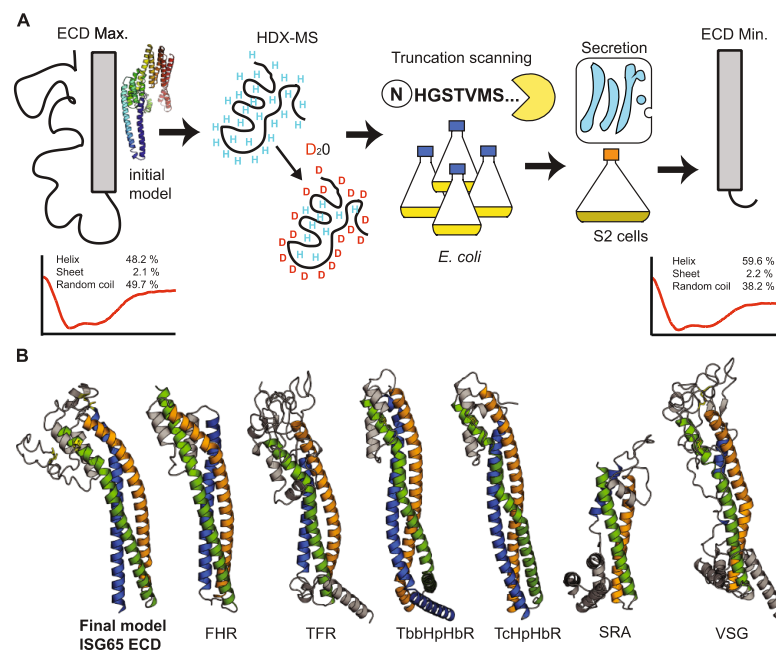 A
ECD Max.
initial
model
HDX-MS
H H H H H H H H H H H H H H H H H H H H
D20
D D D D D D D D D D D D D D D D D D
H H H H H H
Truncation scanning
N HGSTVMS...
E. coli
Secretion
S2 cells
ECD Min.
Helix 48.2 %
Sheet 2.1 %
Random coil 49.7 %
Helix 59.6 %
Sheet 2.2 %
Random coil 38.2 %
B
Final model
ISG65 ECD
FHR
TFR
TbbHpHbR
TcHpHbR
SRA
VSG